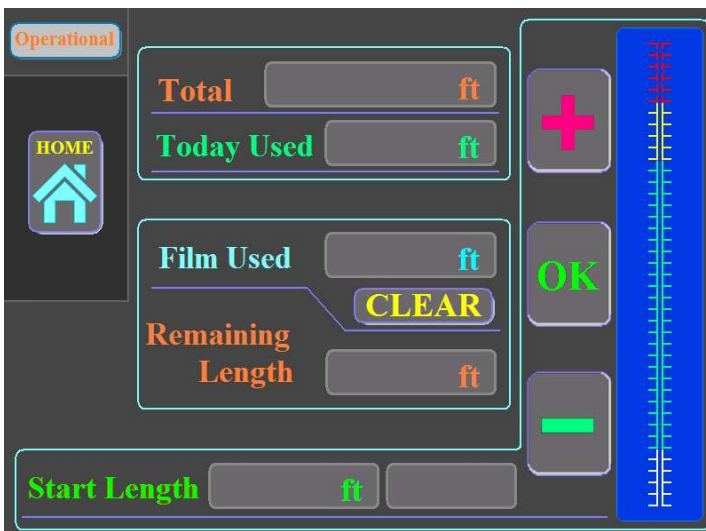 Operational
HOME
Total ft
Today Used ft
Film Used ft
CLEAR
Remaining
Length ft
Start Length ft
+
OK
-